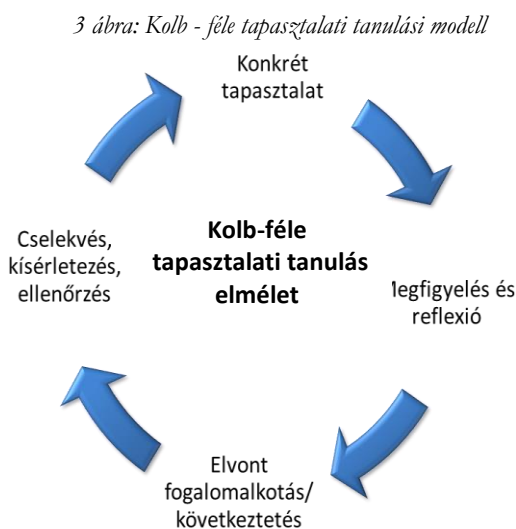 3 ábra: Kolb - féle tapasztalati tanulási modell
Konkrét
tapasztalat
Cselekvés,
kísérletezés,
ellenőrzés
Kolb-féle
tapasztalati tanulás
elmélet
legfigyelés és
reflexió
Elvont
fogalomalkotás/
következtetés